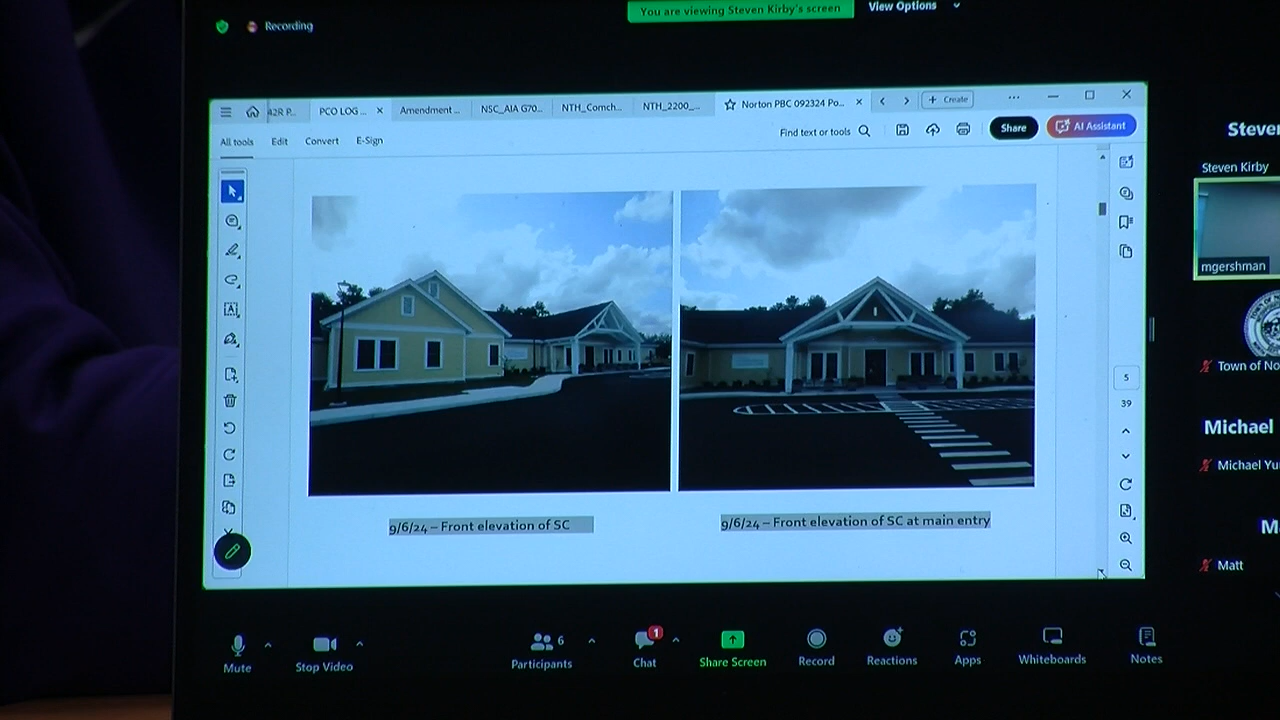 You are viewing Steven Kirby's screen
View Options
Recording
PCO LOG ...
Amendment ...
NSC_AIA G70...
NTH_Comch...
NTH_2200_...
Norton PBC 092324 Po...
Create
All tools
Edit
Convert
E-Sign
Find text or tools
Share
AI Assistant
9/6/24 – Front elevation of SC
9/6/24 – Front elevation of SC at main entry
5
39
Steven Kirby
mgershman
Town of No
Michael
Michael Yu
M
Matt
Mute
Stop Video
6
Participants
1
Chat
Share Screen
Record
Reactions
Apps
Whiteboards
Notes